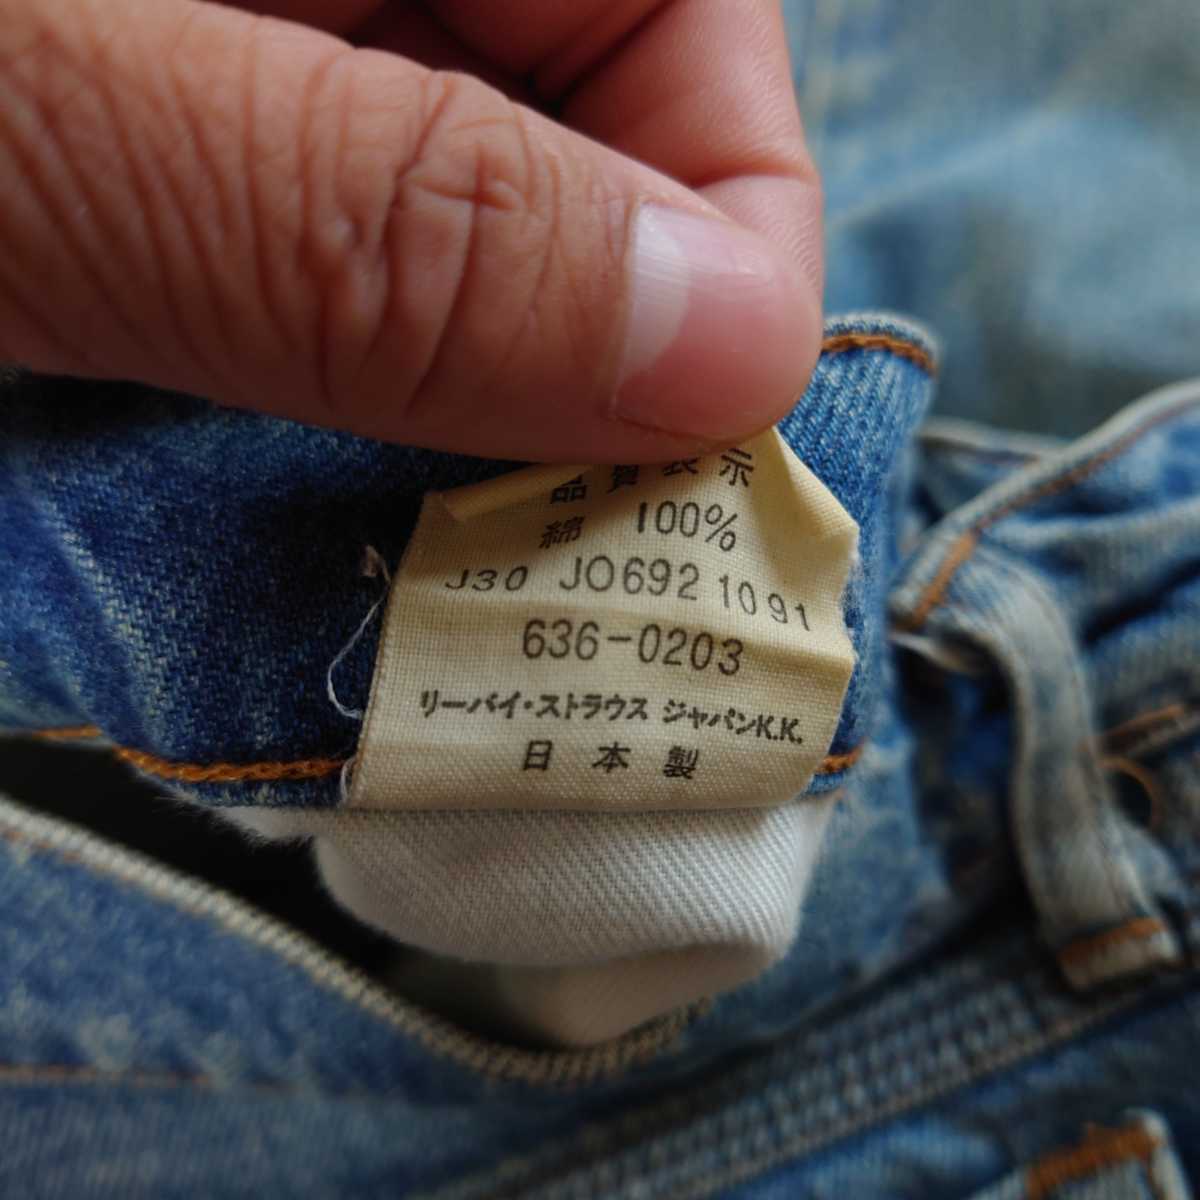 品質表示
綿 100%
J30 JO692 1091
636-0203
リーバイ・ストラウス ジャパンK.K.
日本製